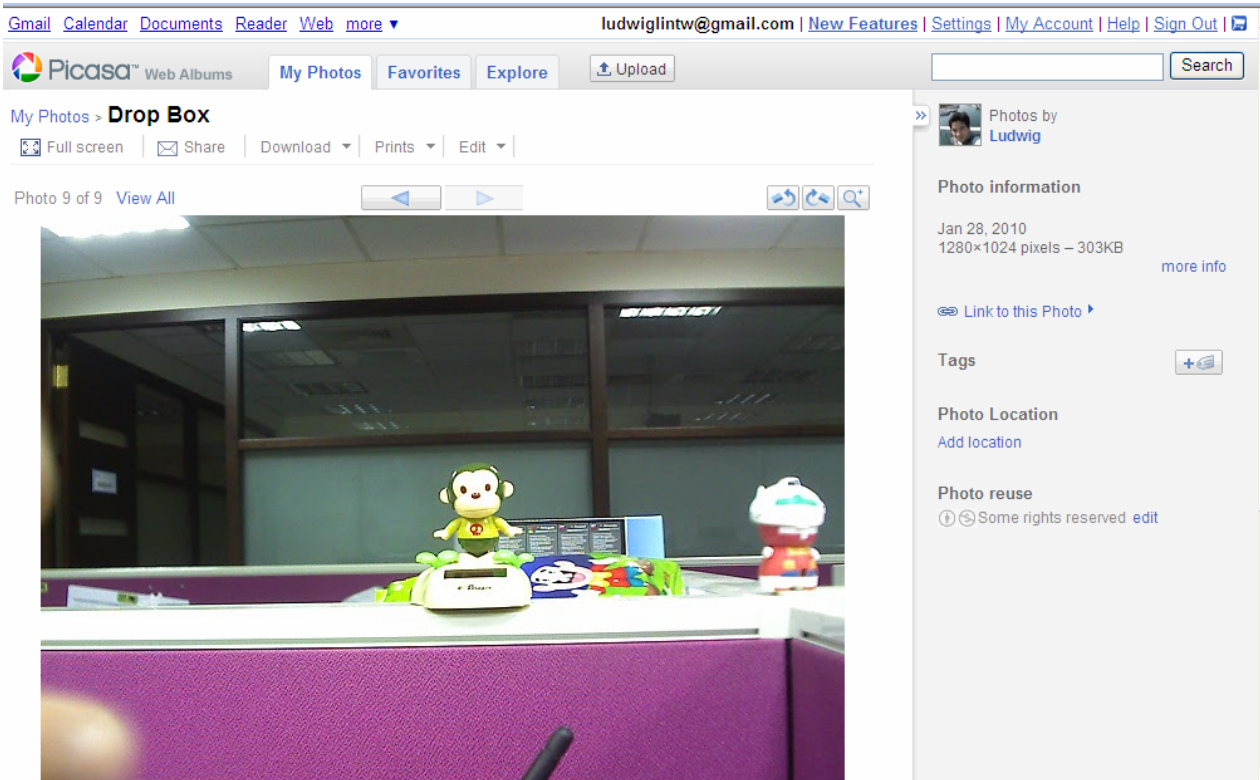 Gmail Calendar Documents Reader Web more ▼ ludwiglintw@gmail.com | New Features | Settings | My Account | Help | Sign Out |
Picasa™ Web Albums My Photos Favorites Explore Upload Search
My Photos > Drop Box
Full screen Share Download Prints Edit
Photo 9 of 9 View All
Photos by
Ludwig
Photo information
Jan 28, 2010
1280×1024 pixels – 303KB
more info
Link to this Photo
Tags
Photo Location
Add location
Photo reuse
Some rights reserved edit